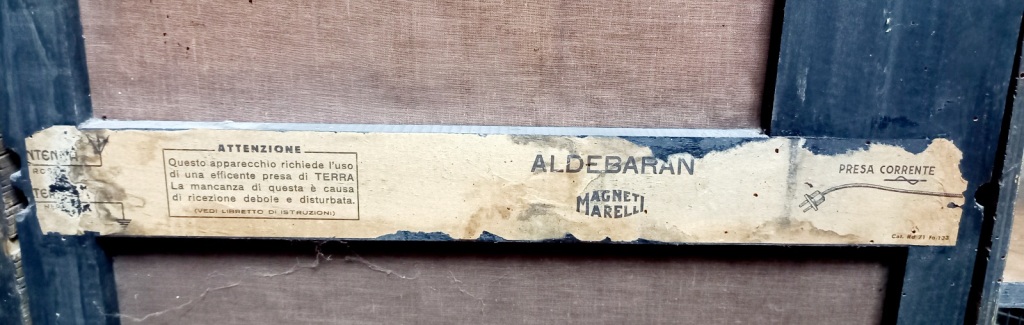 ATTENZIONE
Questo apparecchio richiede l'uso
di una efficente presa di TERRA
La mancanza di questa è causa
di ricezione debole e disturbata.
(VEDI LIBRETTO DI ISTRUZIONI)
ALDEBARAN
MAGNETI
MARELLI
PRESA CORRENTE